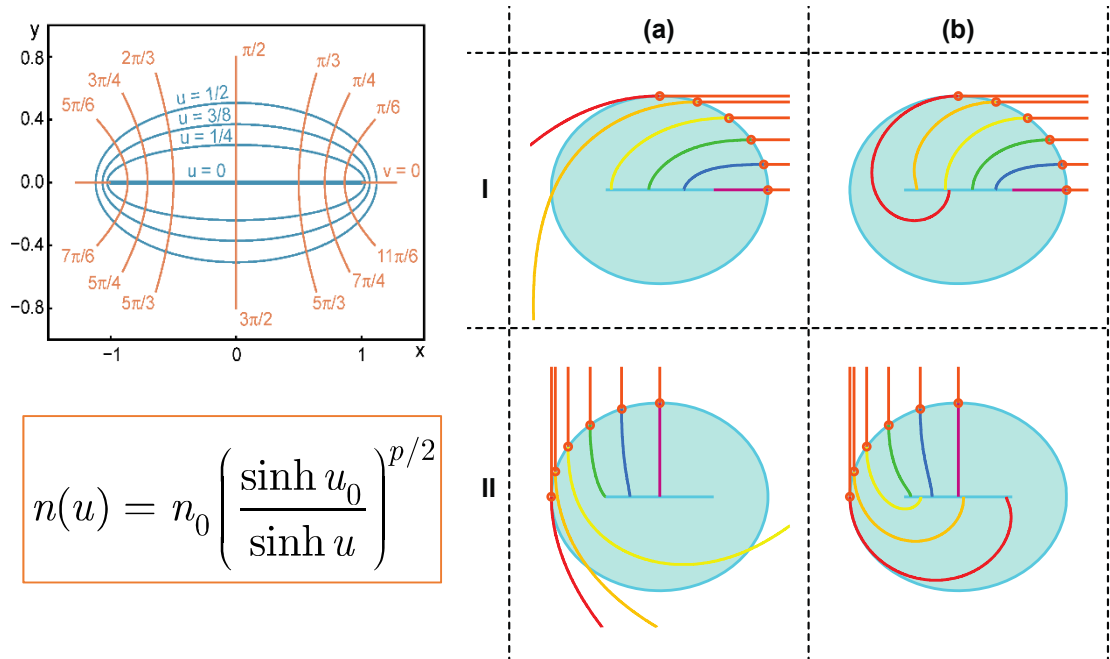 y
0.8
0.4
0.0
−0.4
−0.8
−1
0
1
x
2π/3
3π/4
5π/6
π/2
π/3
π/4
π/6
u = 1/2
u = 3/8
u = 1/4
u = 0
v = 0
7π/6
5π/4
5π/3
3π/2
5π/3
7π/4
11π/6
n(u) = n₀ (sinh u₀ / sinh u)^{p/2}
(a)
(b)
I
II